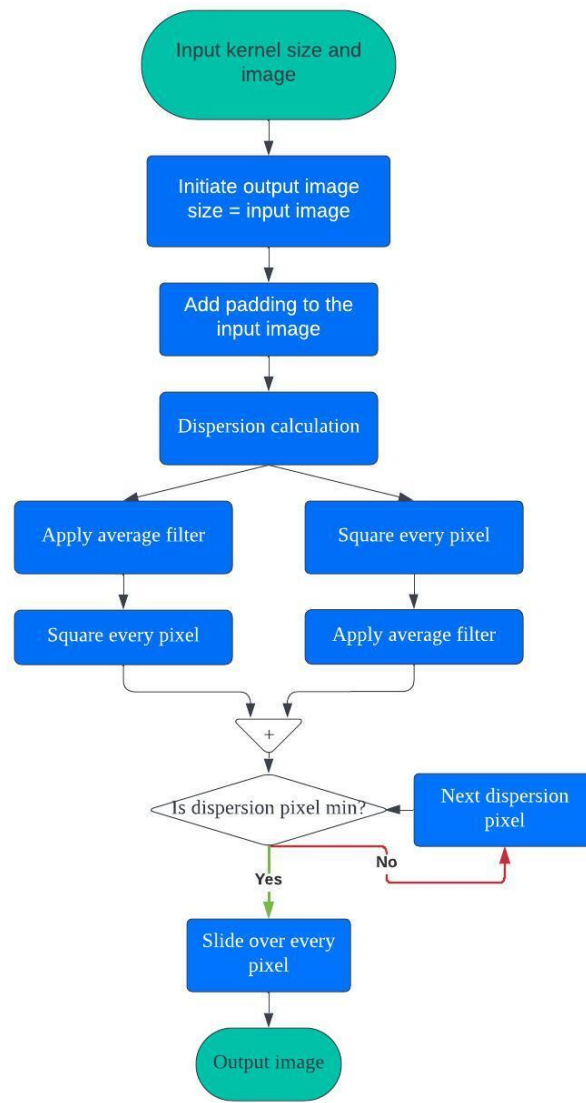 Input kernel size and
image
Initiate output image
size = input image
Add padding to the
input image
Dispersion calculation
Apply average filter
Square every pixel
Square every pixel
Apply average filter
+
Is dispersion pixel min?
Next dispersion
pixel
No
Yes
Slide over every
pixel
Output image